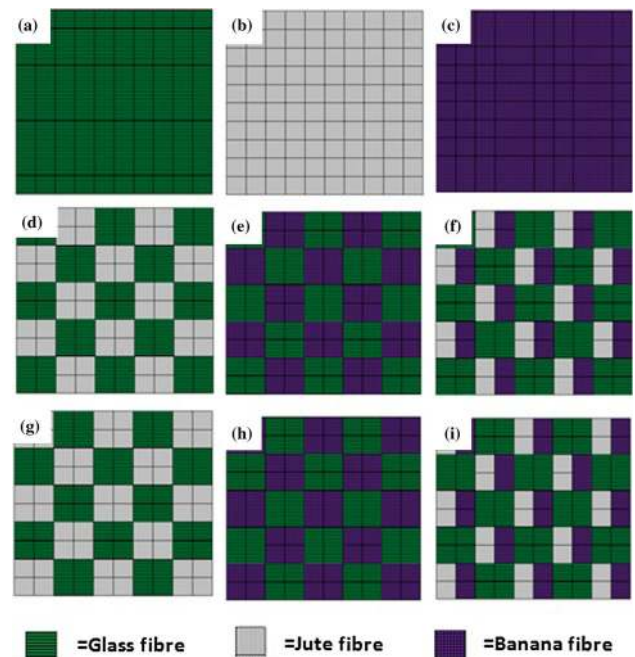 (a) (b) (c)
(d) (e) (f)
(g) (h) (i)
=Glass fibre =Jute fibre =Banana fibre